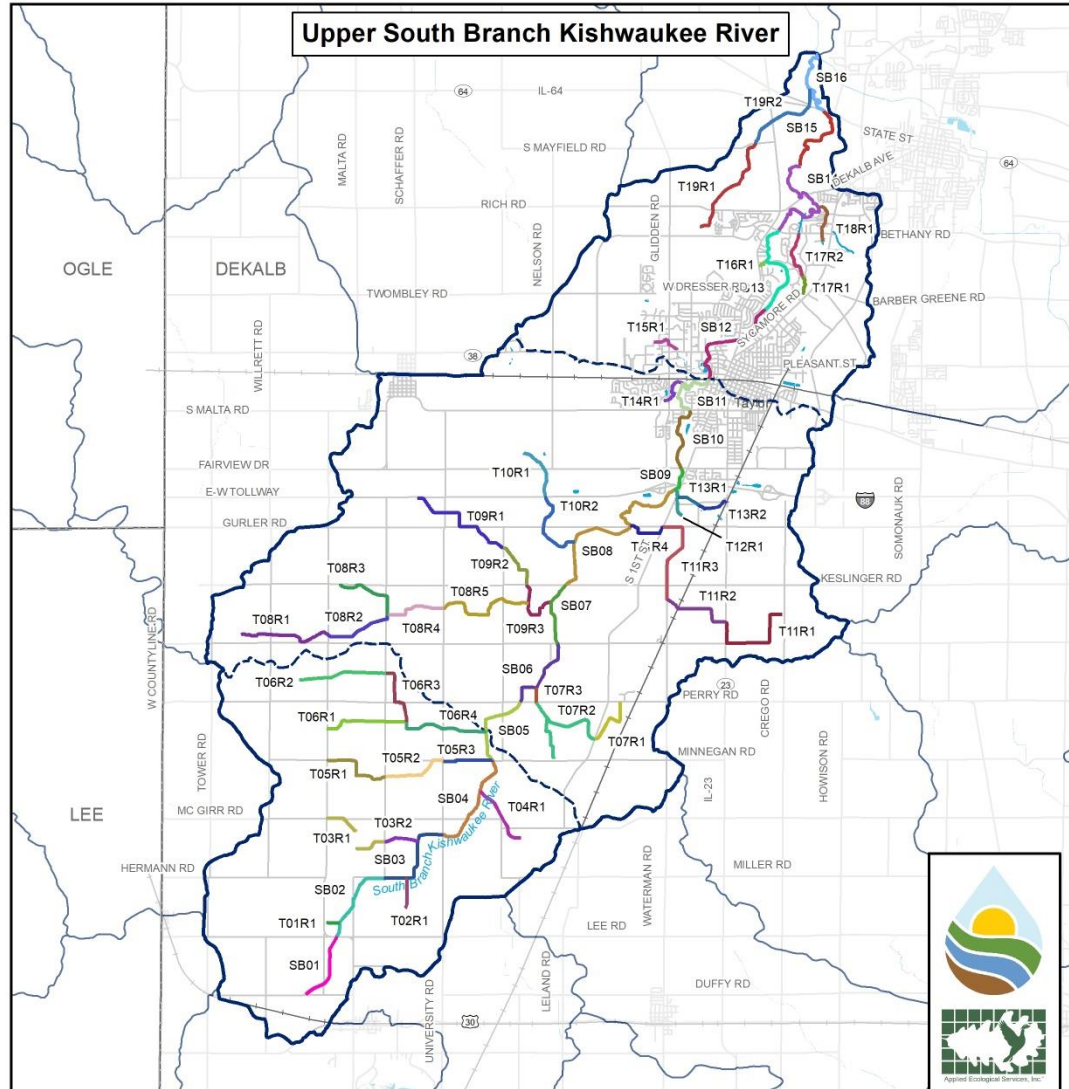 Upper South Branch Kishwaukee River
SB16
64
IL-64
T19R2
MALTA RD
SCHAFFER RD
SB15
STATE ST
S MAYFIELD RD
DEKALB AVE
64
SB1
T19R1
RICH RD
GLIDDEN RD
T18R1
NELSON RD
BETHANY RD
OGLE
DEKALB
T16R1
T17R2
W DRESSER RD
13
T17R1
TWOMBLEY RD
BARBER GREENE RD
SYCAMORE RD
T15R1
SB12
WILLRETT RD
38
PLEASANT ST
T14R1
SB11
Taylor
S MALTA RD
SB10
FAIRVIEW DR
T10R1
SB09
T13R1
E-W TOLLWAY
88
SOMONAUK RD
T10R2
T13R2
T09R1
GURLER RD
R4
T12R1
SB08
S 1ST ST
T09R2
T11R3
T08R3
KESLINGER RD
T08R5
T11R2
T08R1
T08R2
SB07
T08R4
T09R3
T11R1
W COUNTYLINE RD
SB06
T06R2
T06R3
23
T07R3
PERRY RD
CREGO RD
T06R1
T06R4
T07R2
SB05
T07R1
MINNEGAN RD
T05R3
HOWISON RD
T05R1
T05R2
TOWER RD
IL-23
SB04
MC GIRR RD
T04R1
LEE
T03R2
T03R1
South Branch Kishwaukee River
SB03
MILLER RD
HERMANN RD
SB02
WATERMAN RD
T01R1
T02R1
LEE RD
SB01
UNIVERSITY RD
LELAND RD
DUFFY RD
30
Applied Ecological Services, Inc.